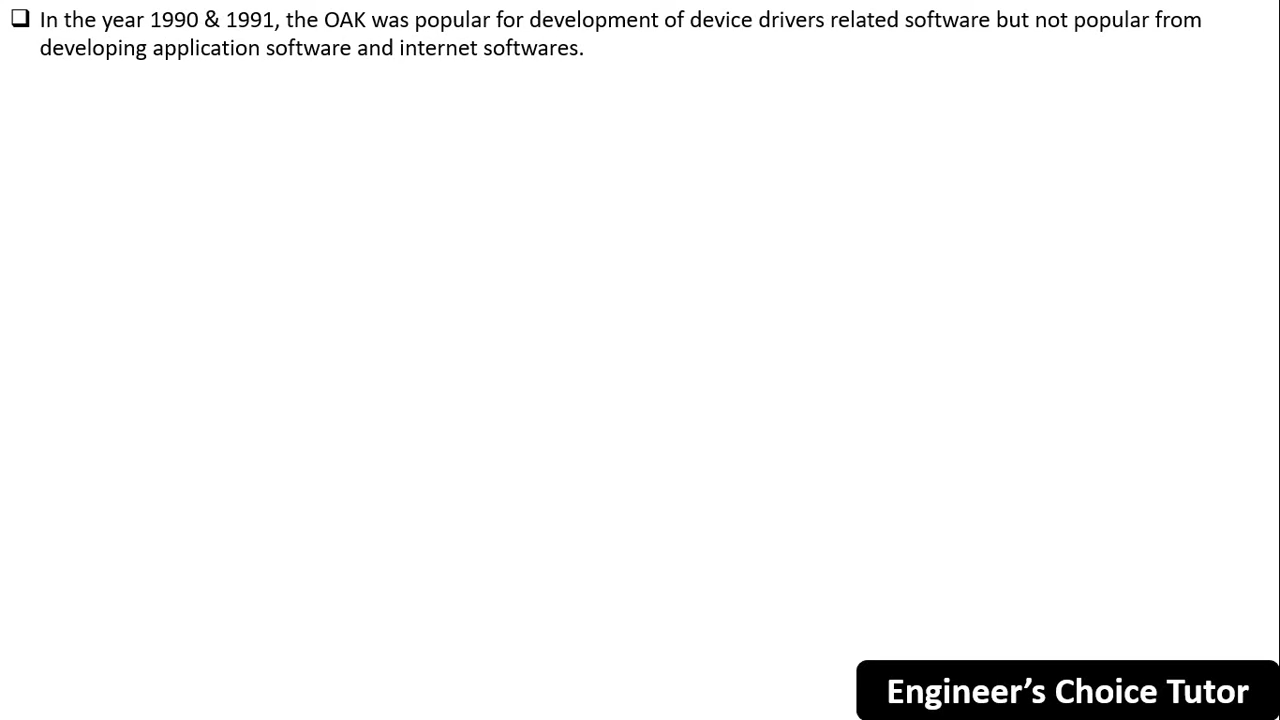 ❑ In the year 1990 & 1991, the OAK was popular for development of device drivers related software but not popular from
developing application software and internet softwares.
Engineer’s Choice Tutor